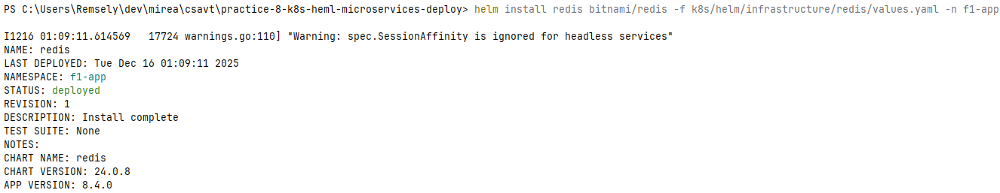 PS C:\Users\Remsely\dev\mirea\csavt\practice-8-k8s-heml-microservices-deploy> helm install redis bitnami/redis -f k8s/helm/infrastructure/redis/values.yaml -n f1-app
I1216 01:09:11.614569   17724 warnings.go:110] "Warning: spec.SessionAffinity is ignored for headless services"
NAME: redis
LAST DEPLOYED: Tue Dec 16 01:09:11 2025
NAMESPACE: f1-app
STATUS: deployed
REVISION: 1
DESCRIPTION: Install complete
TEST SUITE: None
NOTES:
CHART NAME: redis
CHART VERSION: 24.0.8
APP VERSION: 8.4.0